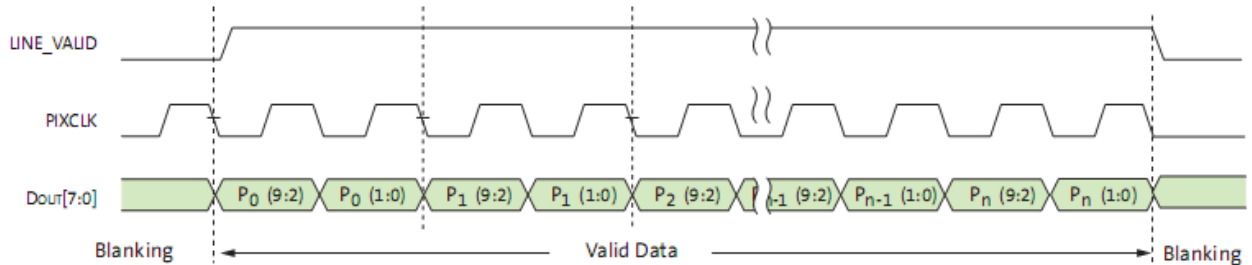 LINE_VALID
PIXCLK
DOUT[7:0] P0 (9:2) P0 (1:0) P1 (9:2) P1 (1:0) P2 (9:2) n-1 (9:2) Pn-1 (1:0) Pn (9:2) Pn (1:0)
Blanking Valid Data Blanking